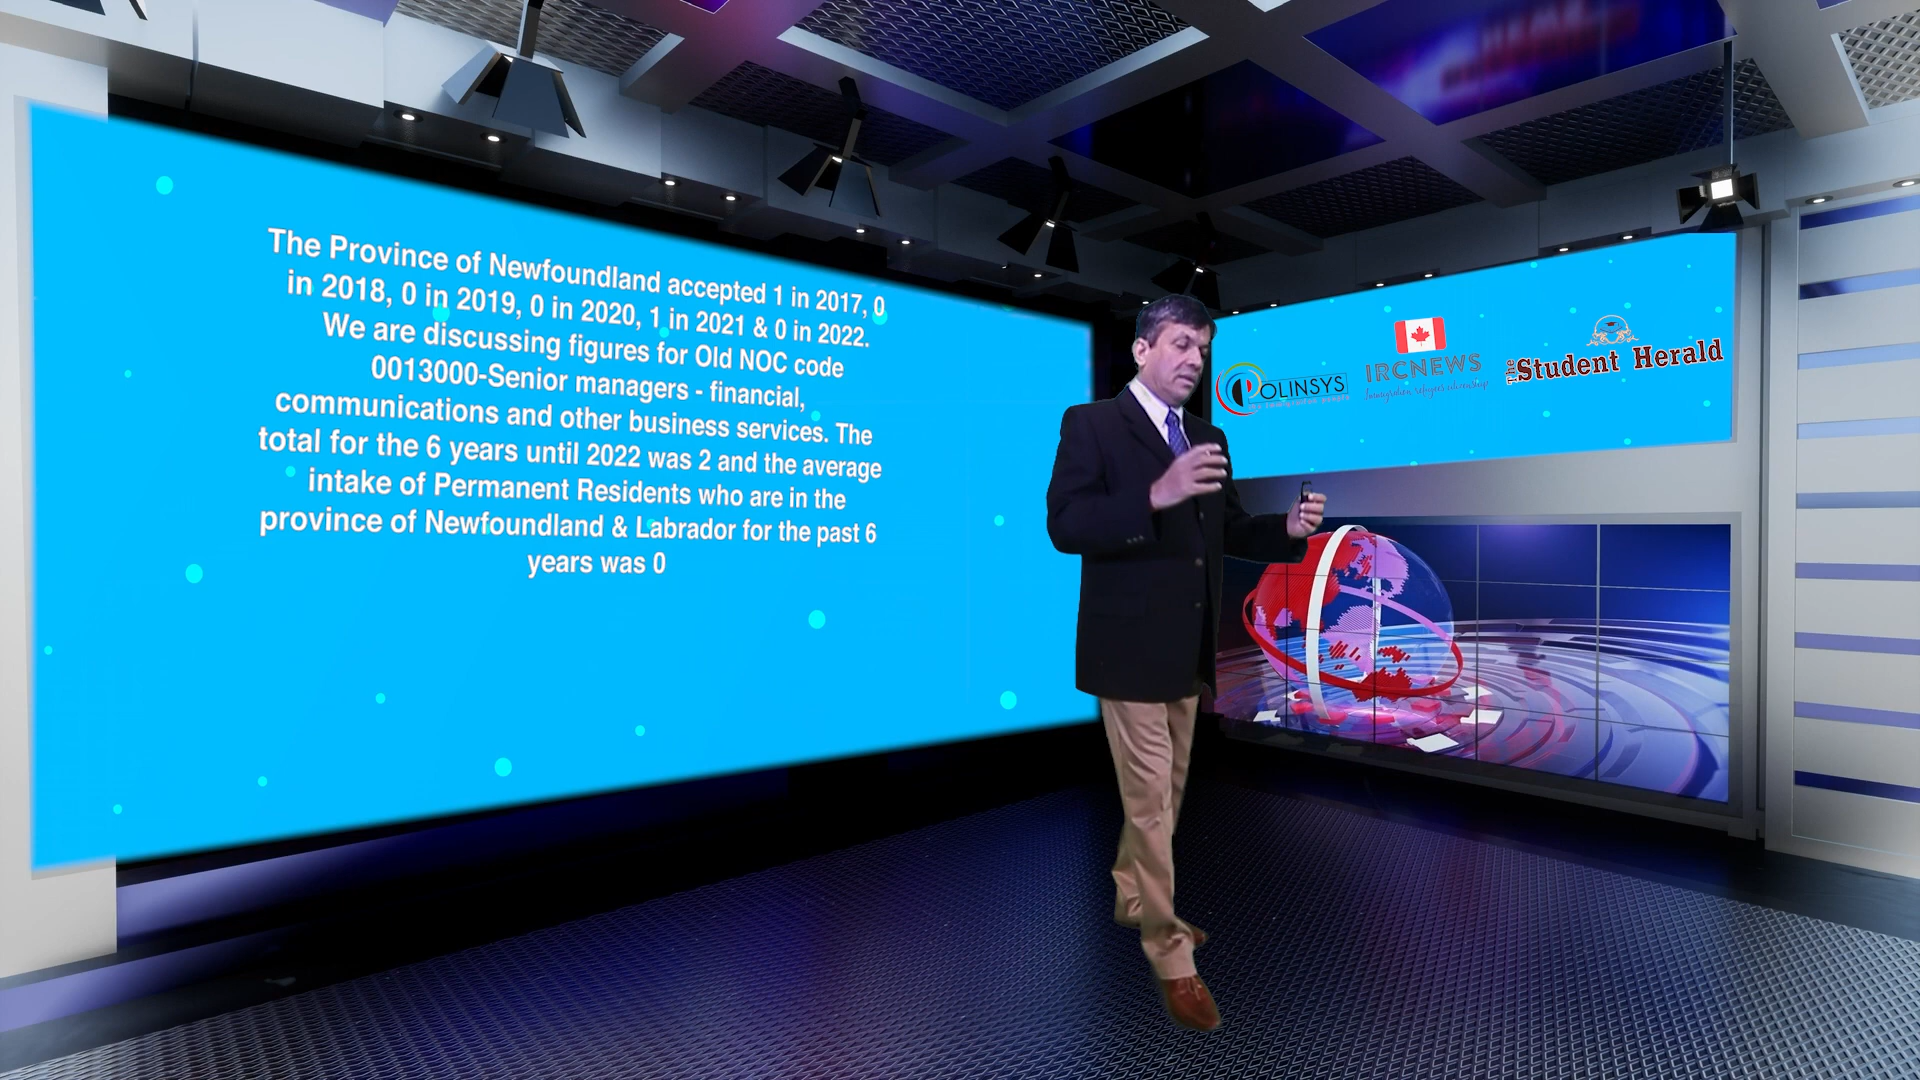 The Province of Newfoundland accepted 1 in 2017, 0
in 2018, 0 in 2019, 0 in 2020, 1 in 2021 & 0 in 2022.
We are discussing figures for Old NOC code
0013000-Senior managers - financial,
communications and other business services. The
total for the 6 years until 2022 was 2 and the average
intake of Permanent Residents who are in the
province of Newfoundland & Labrador for the past 6
years was 0
POLINSYS
IRCNEWS
Immigration refugees citizenship
The Student Herald